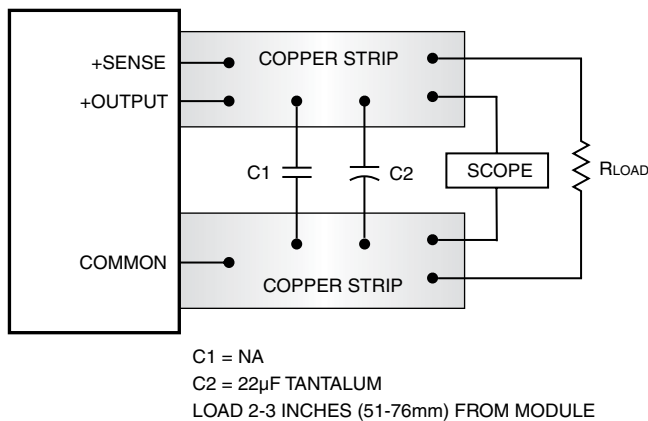 +SENSE
COPPER STRIP
+OUTPUT
C1
C2
SCOPE
RLOAD
COMMON
COPPER STRIP
C1 = NA
C2 = 22µF TANTALUM
LOAD 2-3 INCHES (51-76mm) FROM MODULE